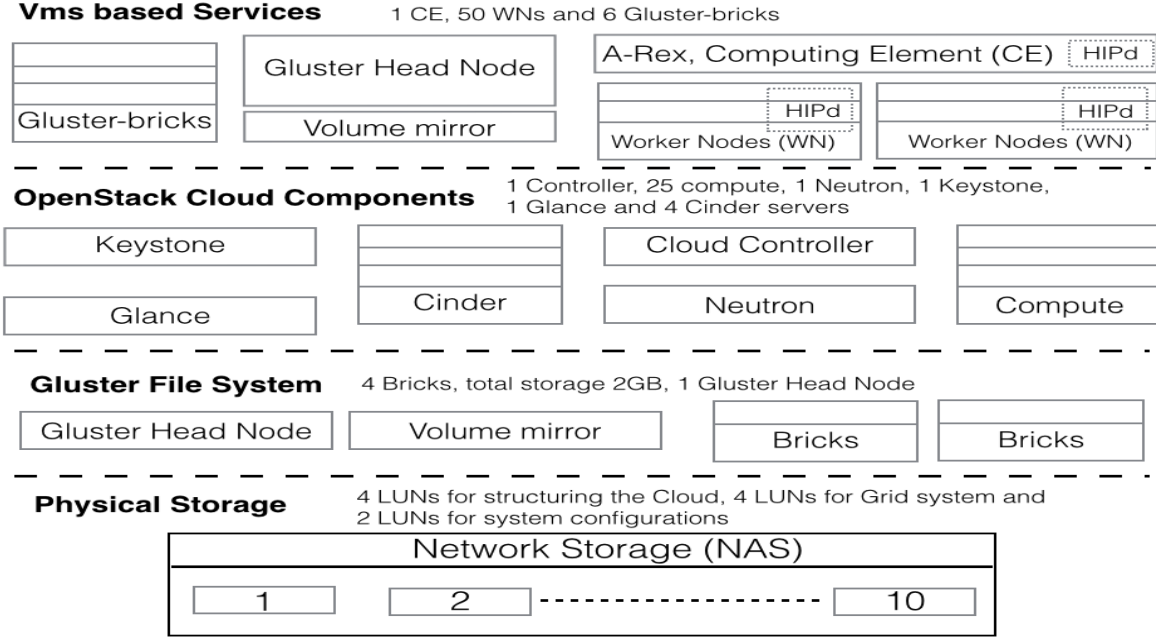 Vms based Services
1 CE, 50 WNs and 6 Gluster-bricks
Gluster-bricks
Gluster Head Node
Volume mirror
A-Rex, Computing Element (CE)
HIPd
HIPd
Worker Nodes (WN)
HIPd
Worker Nodes (WN)
OpenStack Cloud Components
1 Controller, 25 compute, 1 Neutron, 1 Keystone,
1 Glance and 4 Cinder servers
Keystone
Glance
Cinder
Cloud Controller
Neutron
Compute
Gluster File System
4 Bricks, total storage 2GB, 1 Gluster Head Node
Gluster Head Node
Volume mirror
Bricks
Bricks
Physical Storage
4 LUNs for structuring the Cloud, 4 LUNs for Grid system and
2 LUNs for system configurations
Network Storage (NAS)
1
2
10